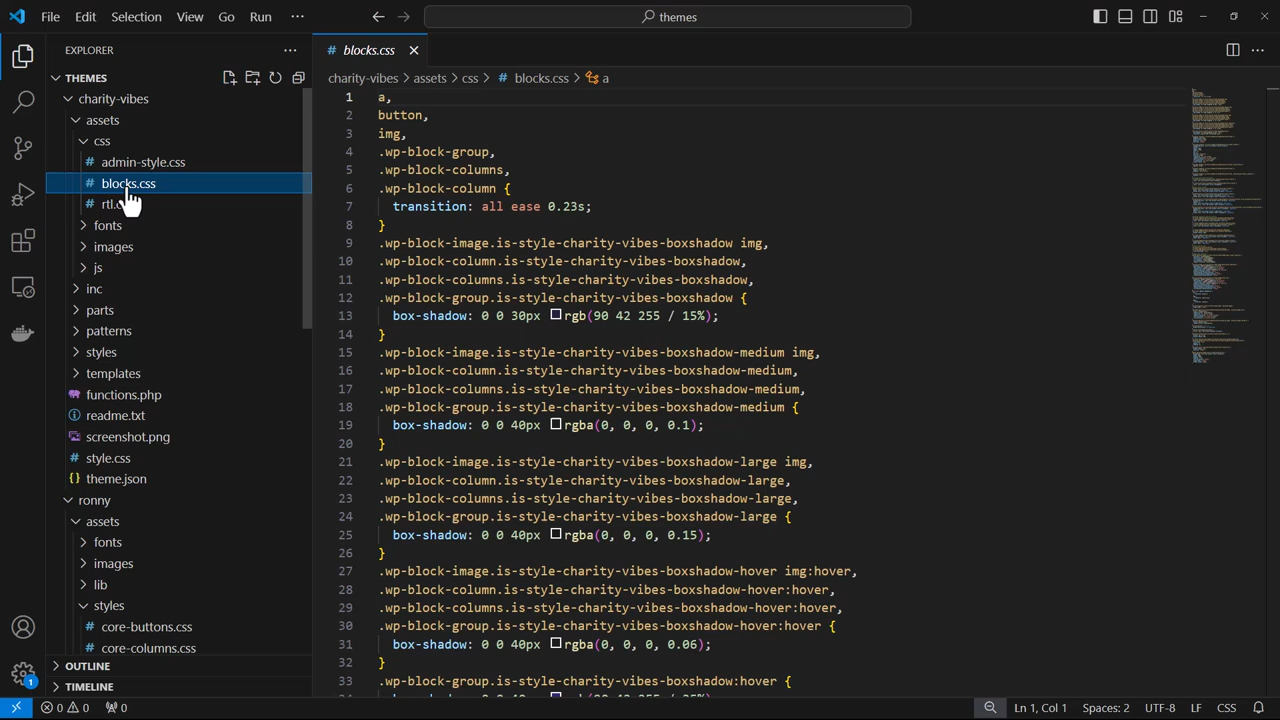 File Edit Selection View Go Run ···
themes
EXPLORER
THEMES
charity-vibes
assets
css
admin-style.css
blocks.css
fonts
images
js
inc
parts
patterns
styles
templates
functions.php
readme.txt
screenshot.png
style.css
theme.json
ronny
assets
fonts
images
lib
styles
core-buttons.css
core-columns.css
OUTLINE
TIMELINE
blocks.css
charity-vibes > assets > css > # blocks.css > a
1 a,
2 button,
3 img,
4 .wp-block-group,
5 .wp-block-columns,
6 .wp-block-column {
7 transition: all 0.23s;
8 }
9 .wp-block-image.is-style-charity-vibes-boxshadow img,
10 .wp-block-column.is-style-charity-vibes-boxshadow,
11 .wp-block-columns.is-style-charity-vibes-boxshadow,
12 .wp-block-group.is-style-charity-vibes-boxshadow {
13 box-shadow: 0 0 40px rgb(90 42 255 / 15%);
14 }
15 .wp-block-image.is-style-charity-vibes-boxshadow-medium img,
16 .wp-block-column.is-style-charity-vibes-boxshadow-medium,
17 .wp-block-columns.is-style-charity-vibes-boxshadow-medium,
18 .wp-block-group.is-style-charity-vibes-boxshadow-medium {
19 box-shadow: 0 0 40px rgba(0, 0, 0, 0.1);
20 }
21 .wp-block-image.is-style-charity-vibes-boxshadow-large img,
22 .wp-block-column.is-style-charity-vibes-boxshadow-large,
23 .wp-block-columns.is-style-charity-vibes-boxshadow-large,
24 .wp-block-group.is-style-charity-vibes-boxshadow-large {
25 box-shadow: 0 0 40px rgba(0, 0, 0, 0.15);
26 }
27 .wp-block-image.is-style-charity-vibes-boxshadow-hover img:hover,
28 .wp-block-column.is-style-charity-vibes-boxshadow-hover:hover,
29 .wp-block-columns.is-style-charity-vibes-boxshadow-hover:hover,
30 .wp-block-group.is-style-charity-vibes-boxshadow-hover:hover {
31 box-shadow: 0 0 40px rgba(0, 0, 0, 0.06);
32 }
33 .wp-block-group.is-style-charity-vibes-boxshadow:hover {
1
0 0 0 Ln 1, Col 1 Spaces: 2 UTF-8 LF CSS